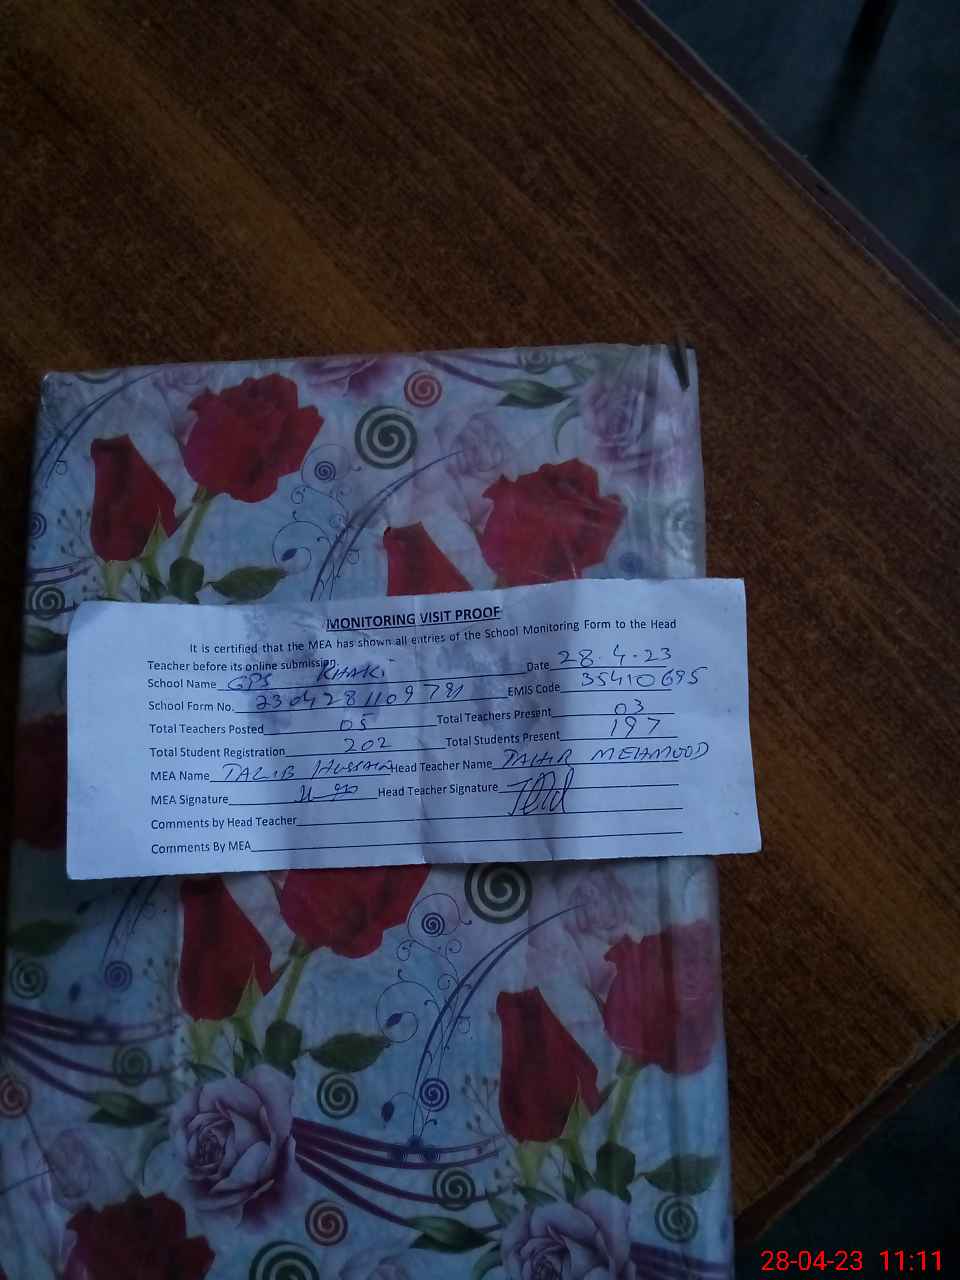 MONITORING VISIT PROOF
It is certified that the MEA has shown all entries of the School Monitoring Form to the Head
Teacher before its online submission.
School Name GPS KHAKI Date 28.4.23
School Form No. 2304281109791 EMIS Code 35410695
Total Teachers Posted 05 Total Teachers Present 03
Total Student Registration 202 Total Students Present 197
MEA Name TALIB HUSSAIN Head Teacher Name TAHIR MEHMOOD
MEA Signature Head Teacher Signature
Comments by Head Teacher
Comments By MEA
28-04-23 11:11